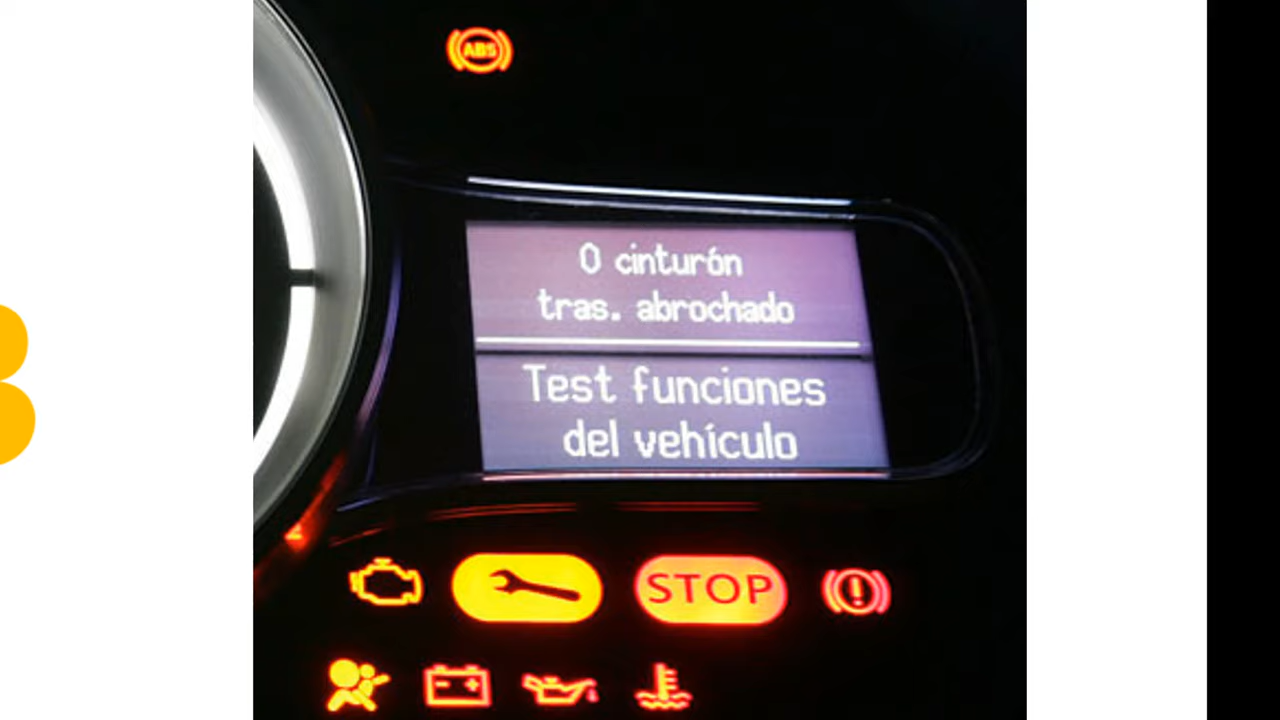 ABS
0 cinturón
tras. abrochado
Test funciones
del vehículo
STOP